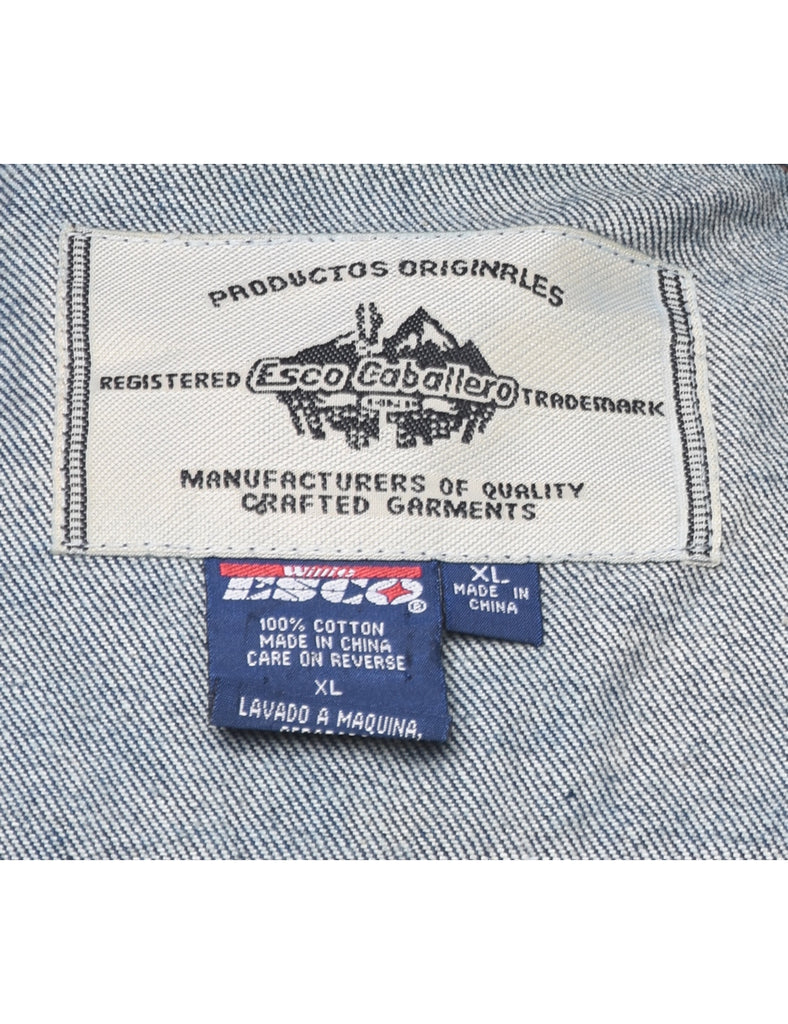 PRODUCTOS ORIGINALES
REGISTERED Esco Caballero TRADEMARK
MANUFACTURERS OF QUALITY
CRAFTED GARMENTS
Willie
ESCO®
100% COTTON
MADE IN CHINA
CARE ON REVERSE
XL
LAVADO A MAQUINA,
XL
MADE IN
CHINA